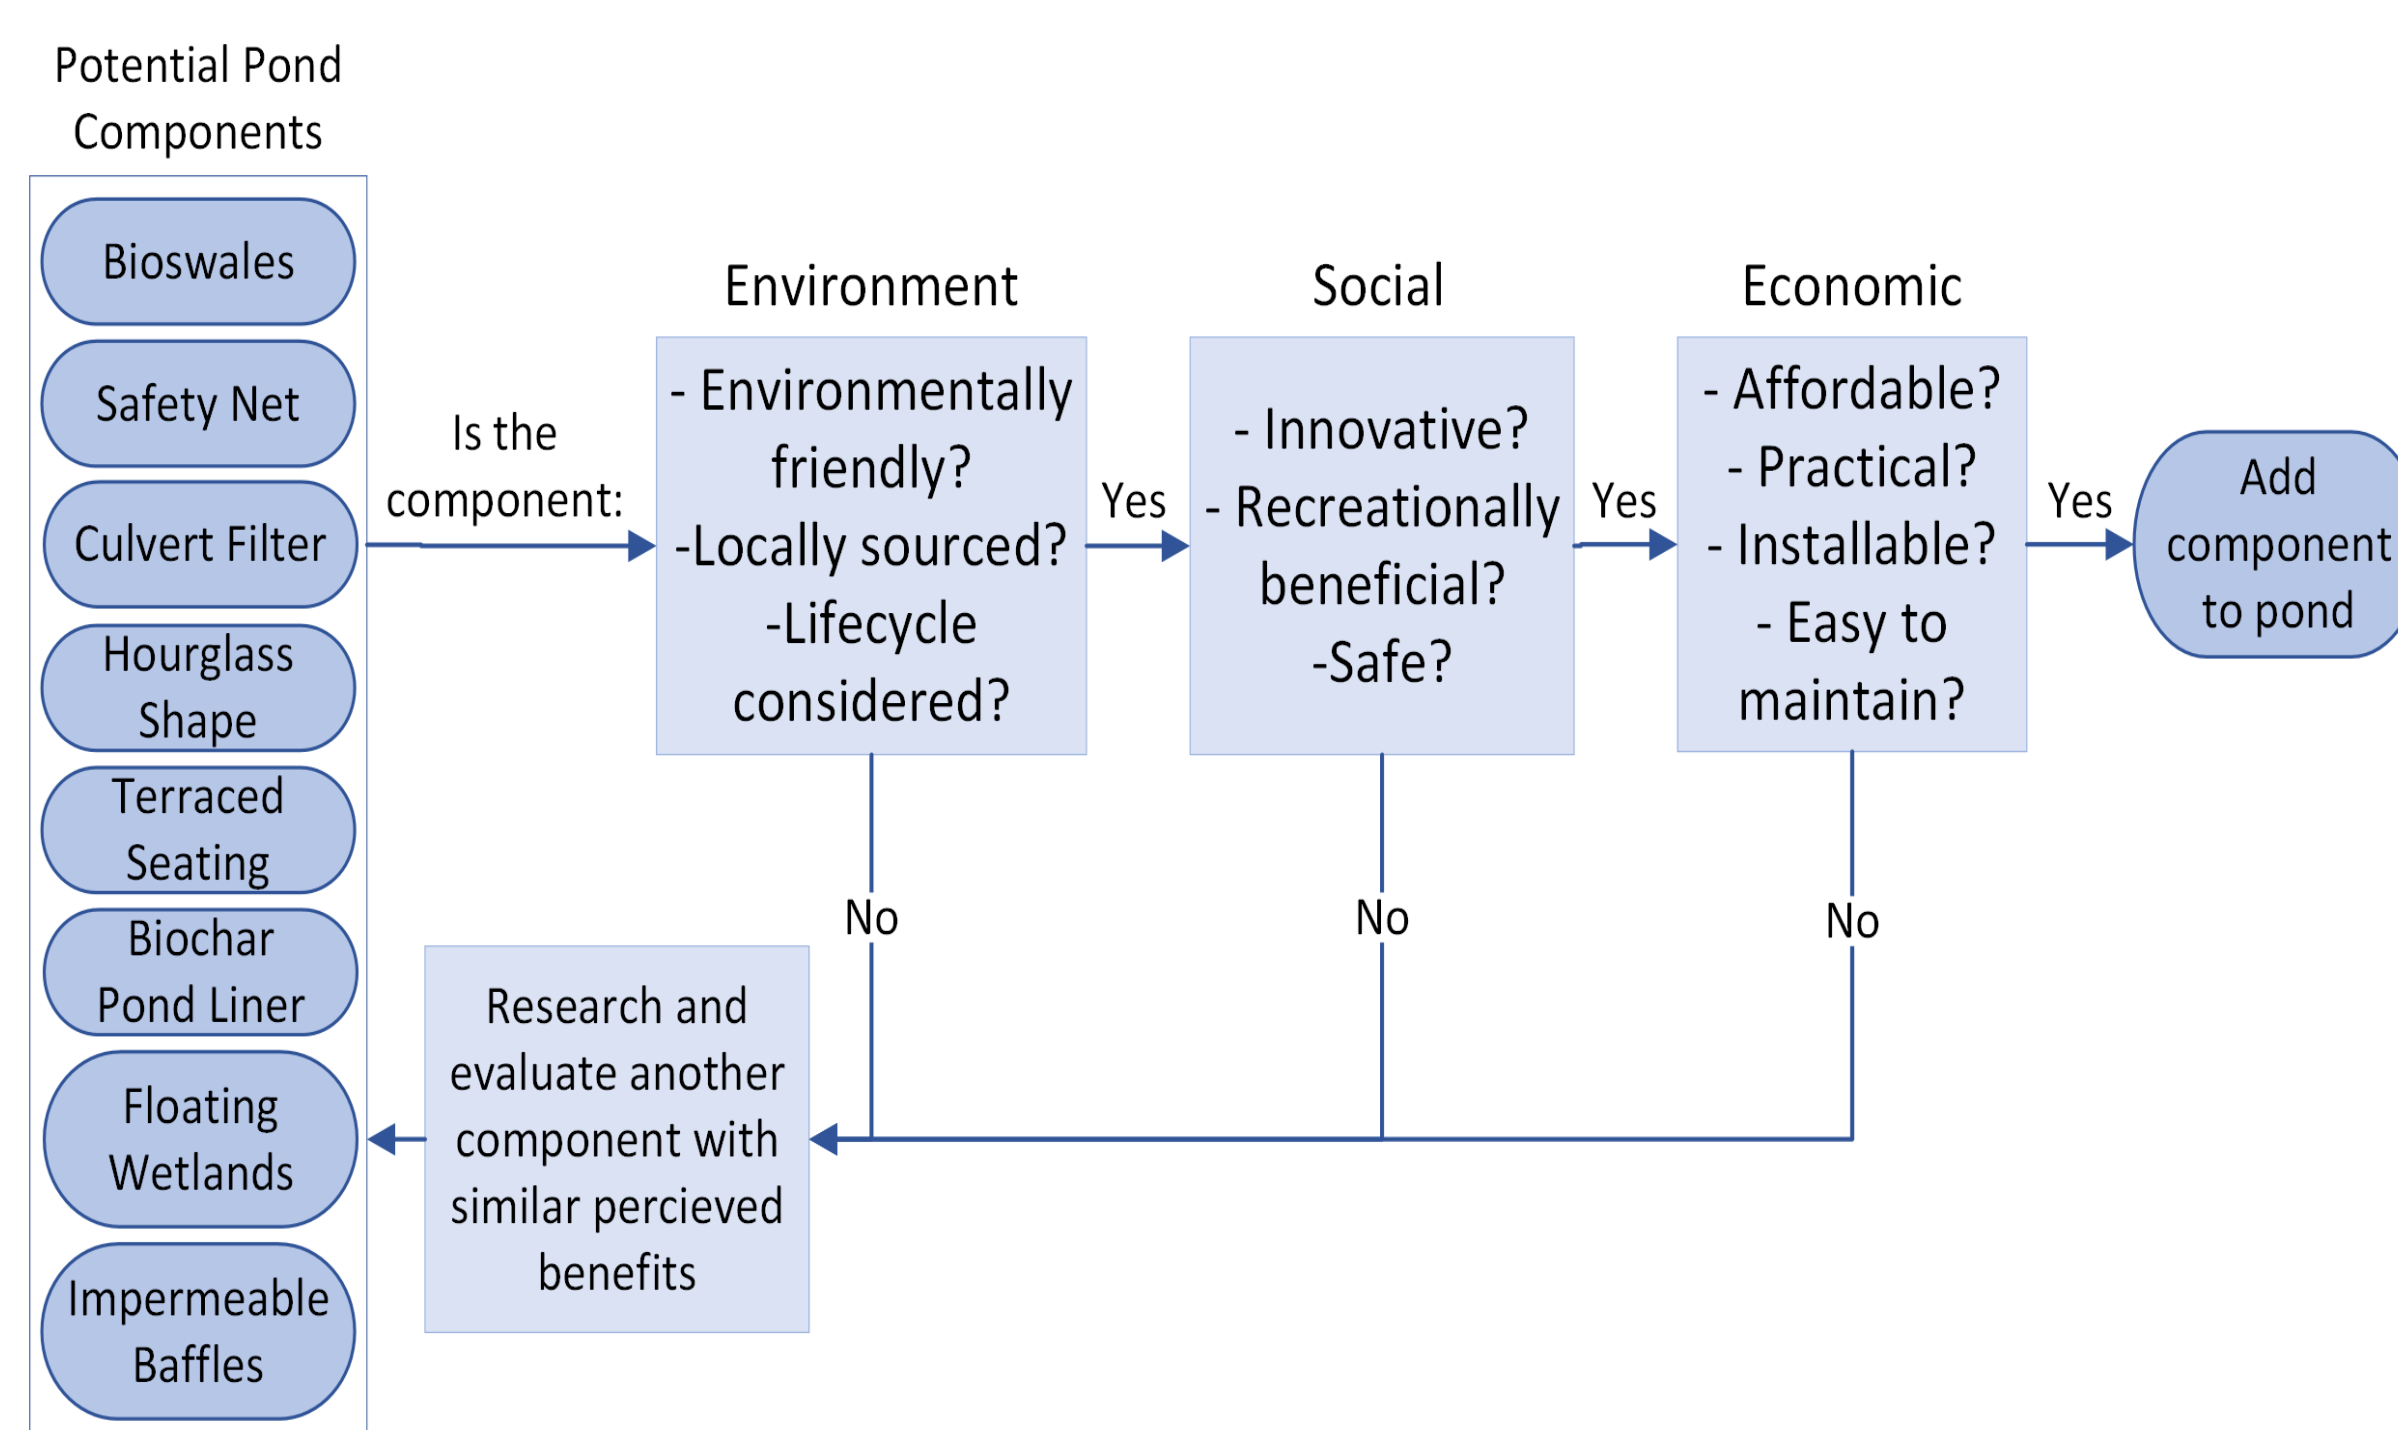 Potential Pond
Components
Bioswales
Safety Net
Culvert Filter
Hourglass
Shape
Terraced
Seating
Biochar
Pond Liner
Floating
Wetlands
Impermeable
Baffles
Is the
component:
Environment
- Environmentally
friendly?
-Locally sourced?
-Lifecycle
considered?
Yes
No
Social
- Innovative?
- Recreationally
beneficial?
-Safe?
Yes
No
Economic
- Affordable?
- Practical?
- Installable?
- Easy to
maintain?
Yes
No
Add
component
to pond
Research and
evaluate another
component with
similar percieved
benefits